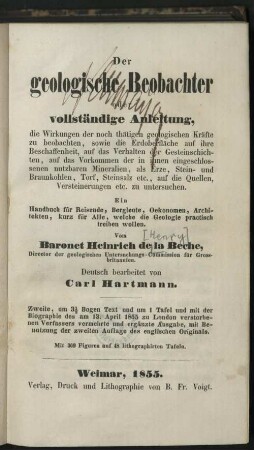 Der
geologische Beobachter
vollständige Anleitung,
die Wirkungen der noch thätigen geologischen Kräfte
zu beobachten, sowie die Erdoberfläche auf ihre
Beschaffenheit, auf das Verhalten der Gesteinschich-
ten, auf das Vorkommen der in ihnen eingeschlos-
senen nutzbaren Mineralien, als Erze, Stein- und
Braunkohlen, Torf, Steinsalz etc., auf die Quellen,
Versteinerungen etc. zu untersuchen.
Ein
Handbuch für Reisende, Bergleute, Oekonomen, Archi-
tekten, kurz für Alle, welche die Geologie practisch
treiben wollen.
Vom [Henry]
Baronet Heinrich de la Beche,
Director der geologischen Untersuchungs-Commission für Gross-
britannien.
Deutsch bearbeitet von
Carl Hartmann.
Zweite, um 3½ Bogen Text und um 1 Tafel und mit der
Biographie des am 13. April 1855 zu London verstorbe-
nen Verfassers vermehrte und ergänzte Ausgabe, mit Be-
nutzung der zweiten Auflage des englischen Originals.
Mit 309 Figuren auf lithographirten Tafeln.
Weimar, 1855.
Verlag, Druck und Lithographie von B. Fr. Voigt.